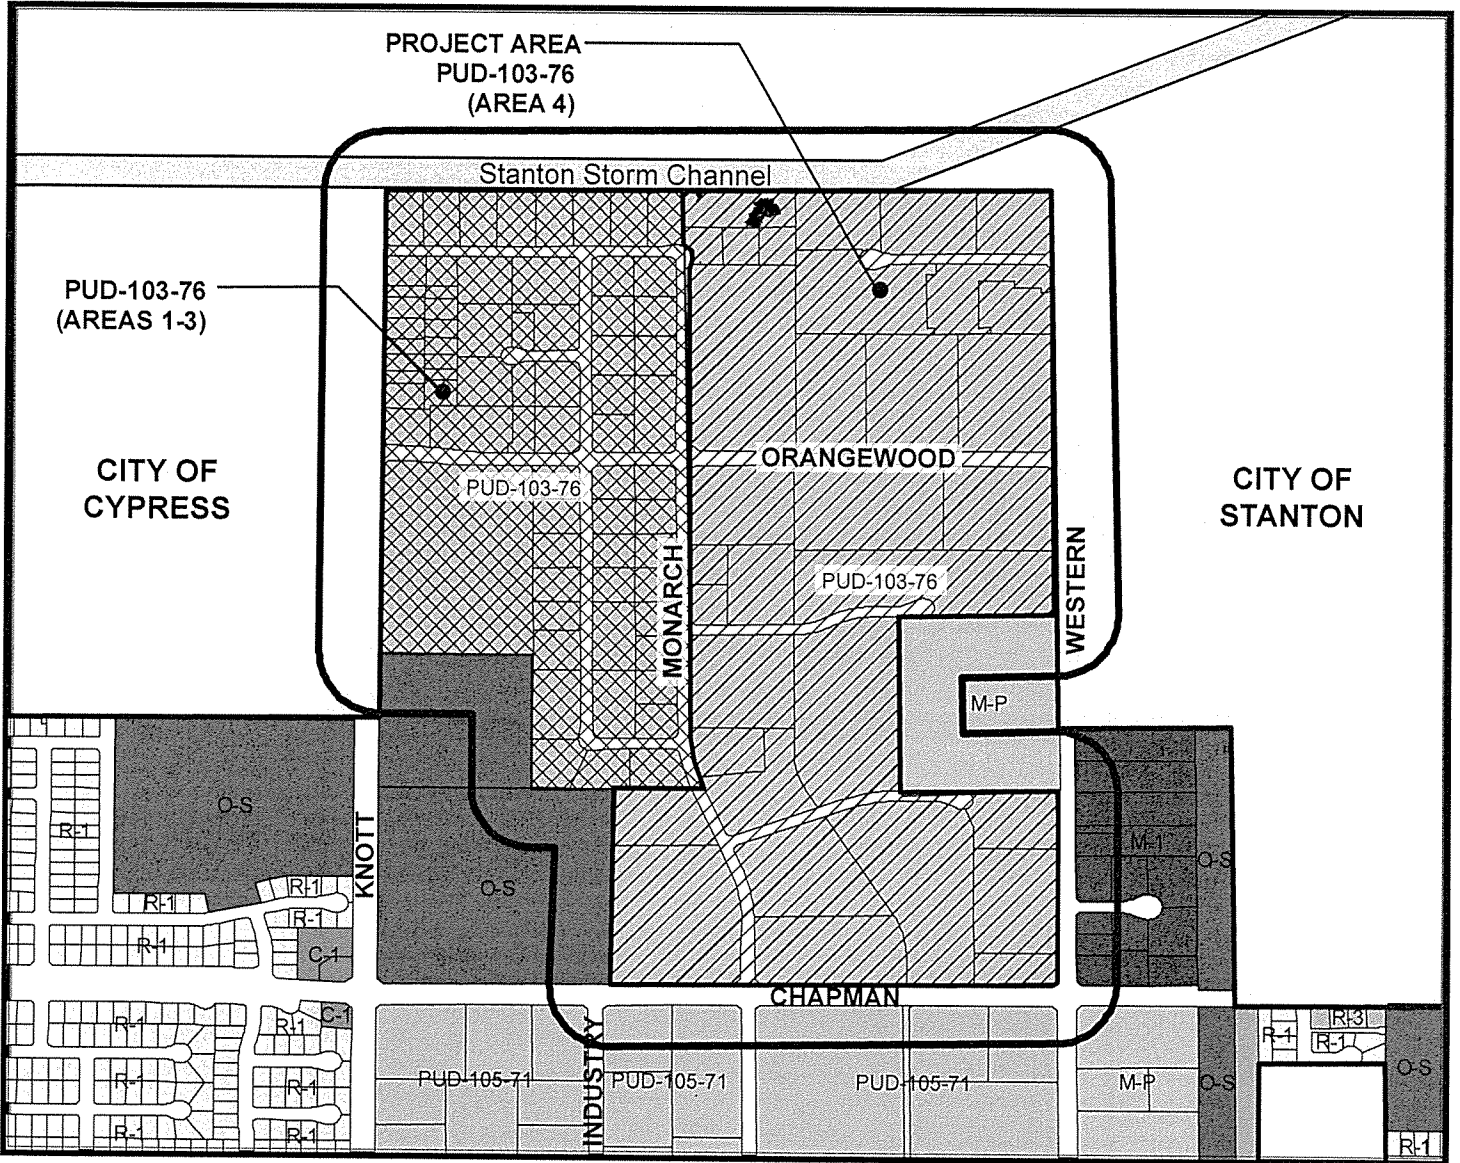 PROJECT AREA
PUD-103-76
(AREA 4)
Stanton Storm Channel
PUD-103-76
(AREAS 1-3)
CITY OF
CYPRESS
ORANGEWOOD
PUD-103-76
CITY OF
STANTON
MONARCH
PUD-103-76
WESTERN
M-P
O-S
R-1
KNOTT
M-1
O-S
O-S
R-1
R-1
R-1
R-1
C-1
CHAPMAN
C-1
R-1
R-1
INDUSTRY
R-1
R-3
R-1
R-1
R-1
PUD-105-71
PUD-105-71
PUD-105-71
M-P
O-S
O-S
R-1
R-1
R-1